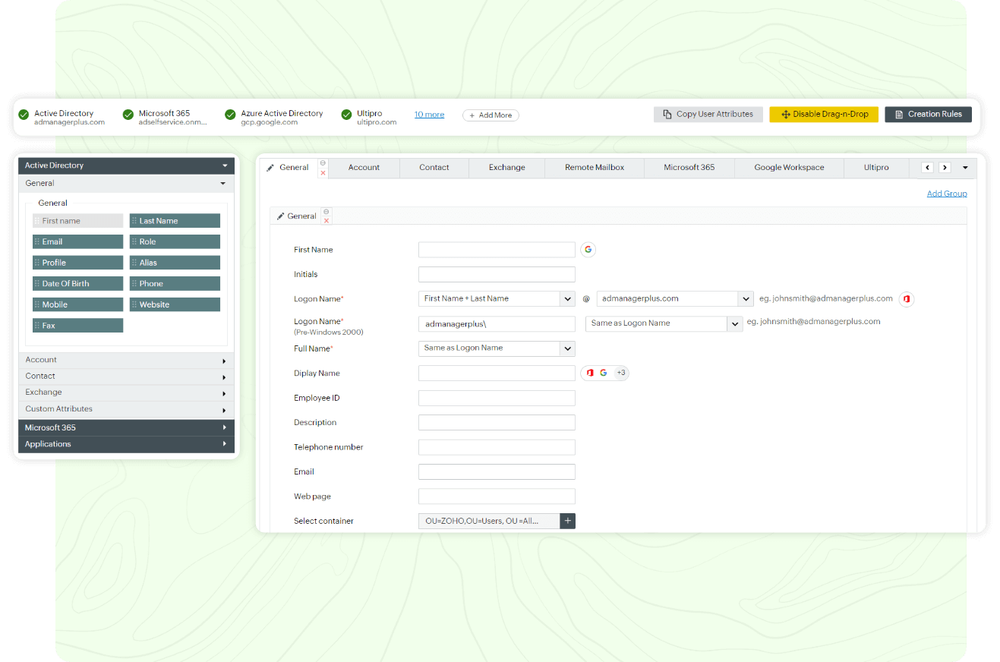 Active Directory
admanagerplus.com
Microsoft 365
adselfservice.onm...
Azure Active Directory
gcp.google.com
Ultipro
ultipro.com
10 more
+ Add More
Copy User Attributes
Disable Drag-n-Drop
Creation Rules
Active Directory
General
General
First name
Last Name
Email
Role
Profile
Alias
Date Of Birth
Phone
Mobile
Website
Fax
Account
Contact
Exchange
Custom Attributes
Microsoft 365
Applications
General
Account
Contact
Exchange
Remote Mailbox
Microsoft 365
Google Workspace
Ultipro
Add Group
General
First Name
Initials
Logon Name*
First Name + Last Name
@
admanagerplus.com
eg. johnsmith@admanagerplus.com
Logon Name*
(Pre-Windows 2000)
admanagerplus\
Same as Logon Name
eg. johnsmith@admanagerplus.com
Full Name*
Same as Logon Name
Diplay Name
+3
Employee ID
Description
Telephone number
Email
Web page
Select container
OU=ZOHO,OU=Users, OU =All...
+